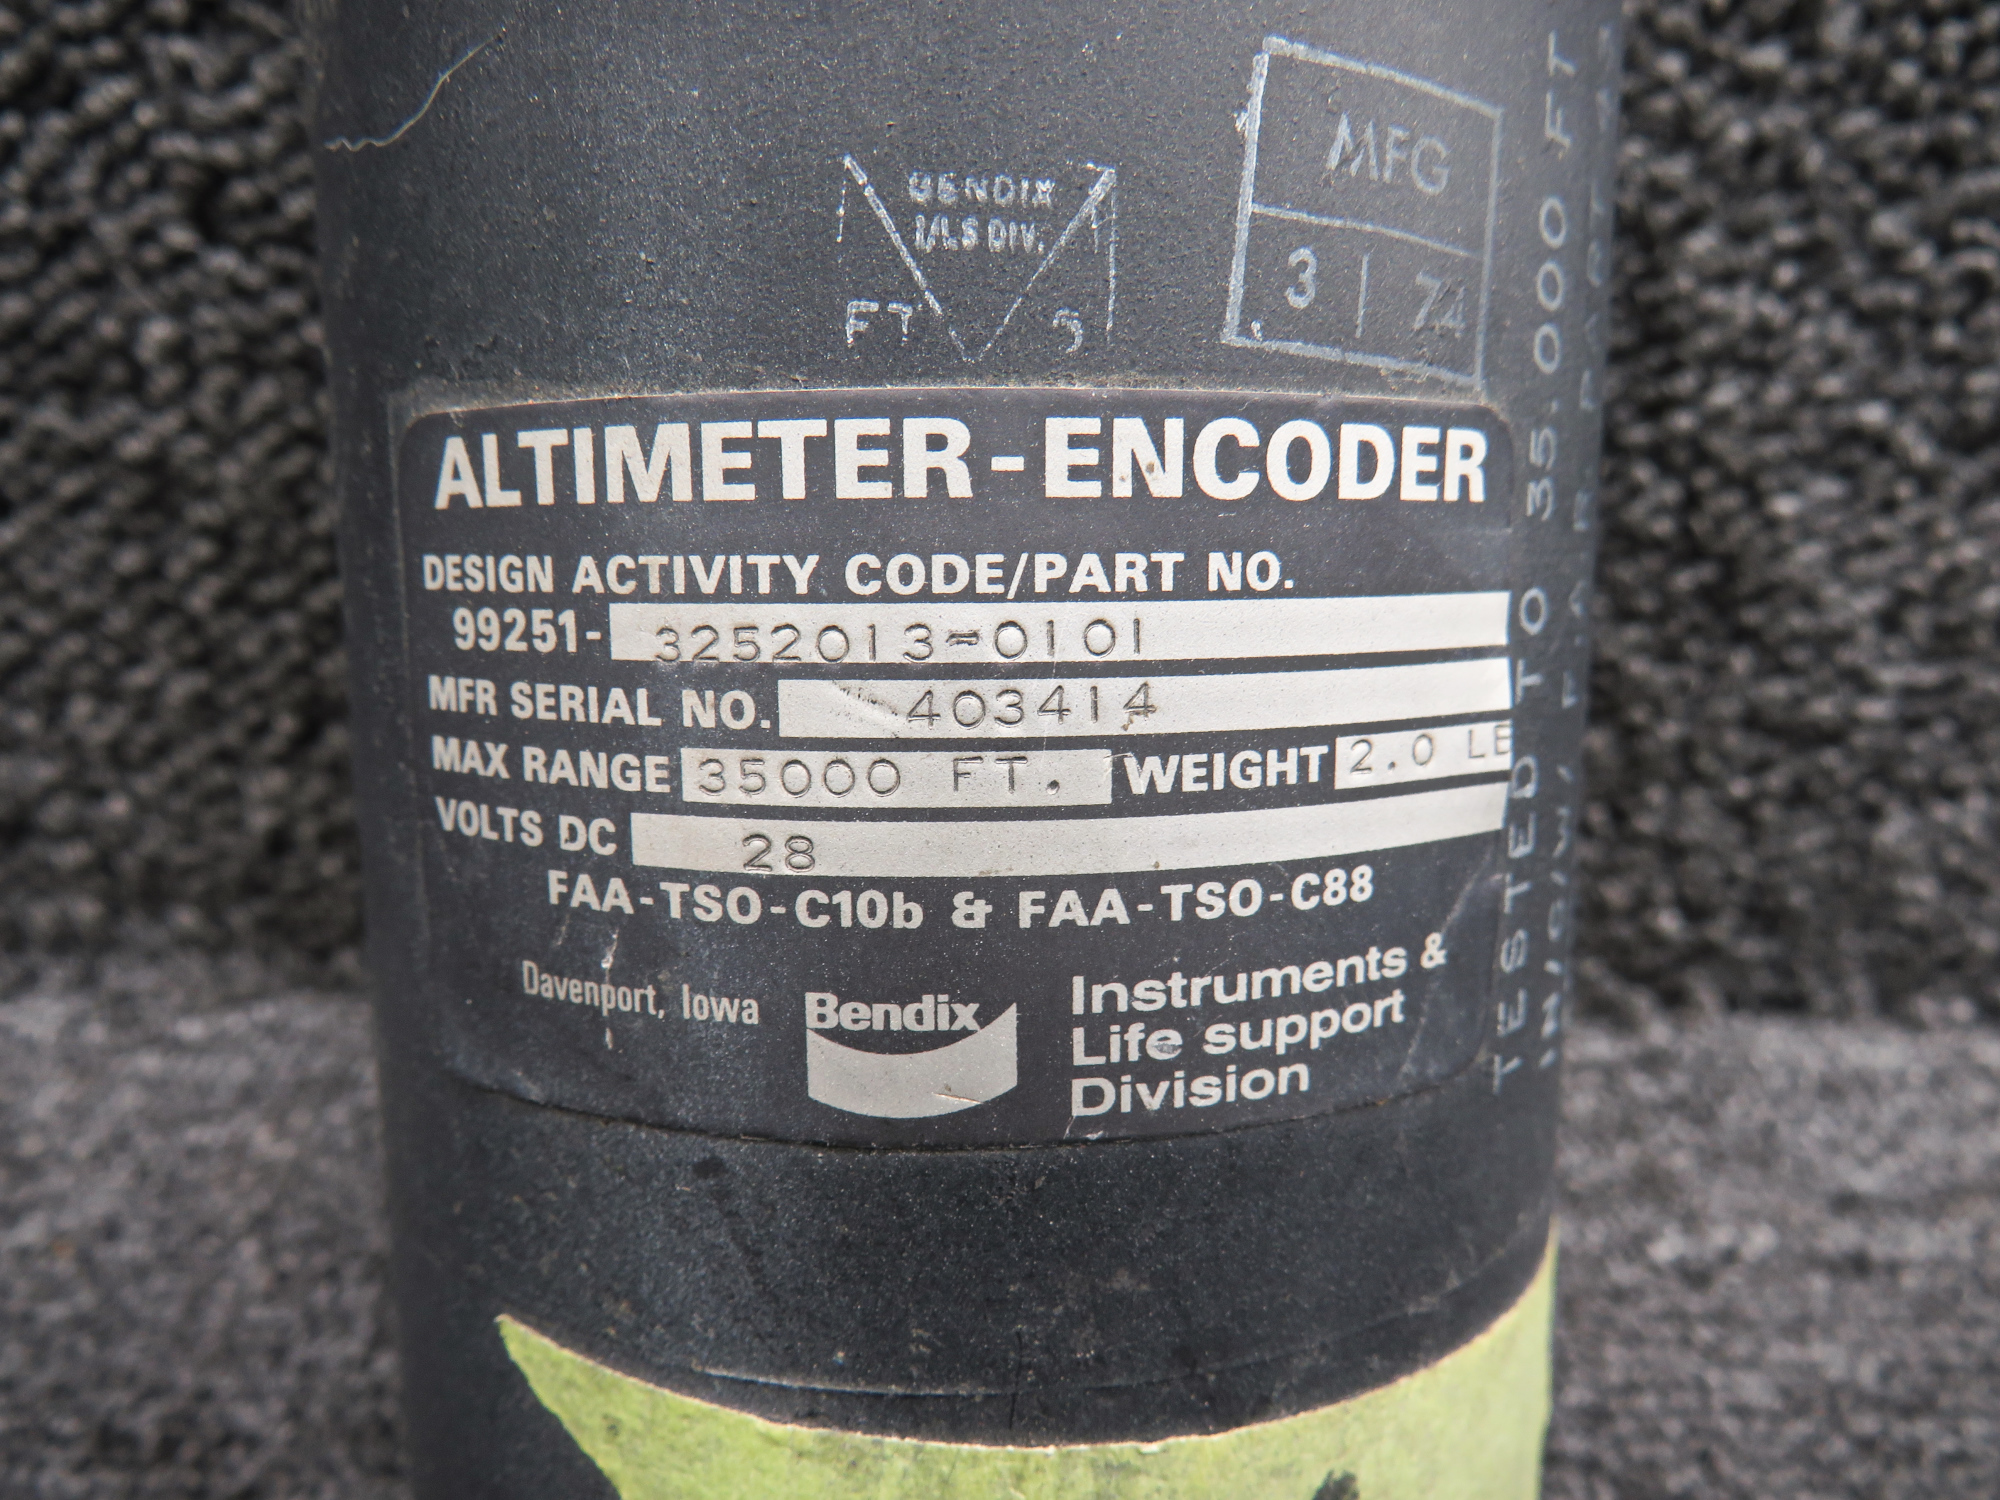 BENDIX
I/LS DIV.
FT
MFG
3 | 74
ALTIMETER-ENCODER
DESIGN ACTIVITY CODE/PART NO.
99251- 3252013-0101
MFR SERIAL NO. 403414
MAX RANGE 35000 FT. WEIGHT 2.0 LB
VOLTS DC 28
FAA-TSO-C10b & FAA-TSO-C88
Davenport, Iowa
Bendix
Instruments &
Life support
Division
TESTED TO 35.000 FT